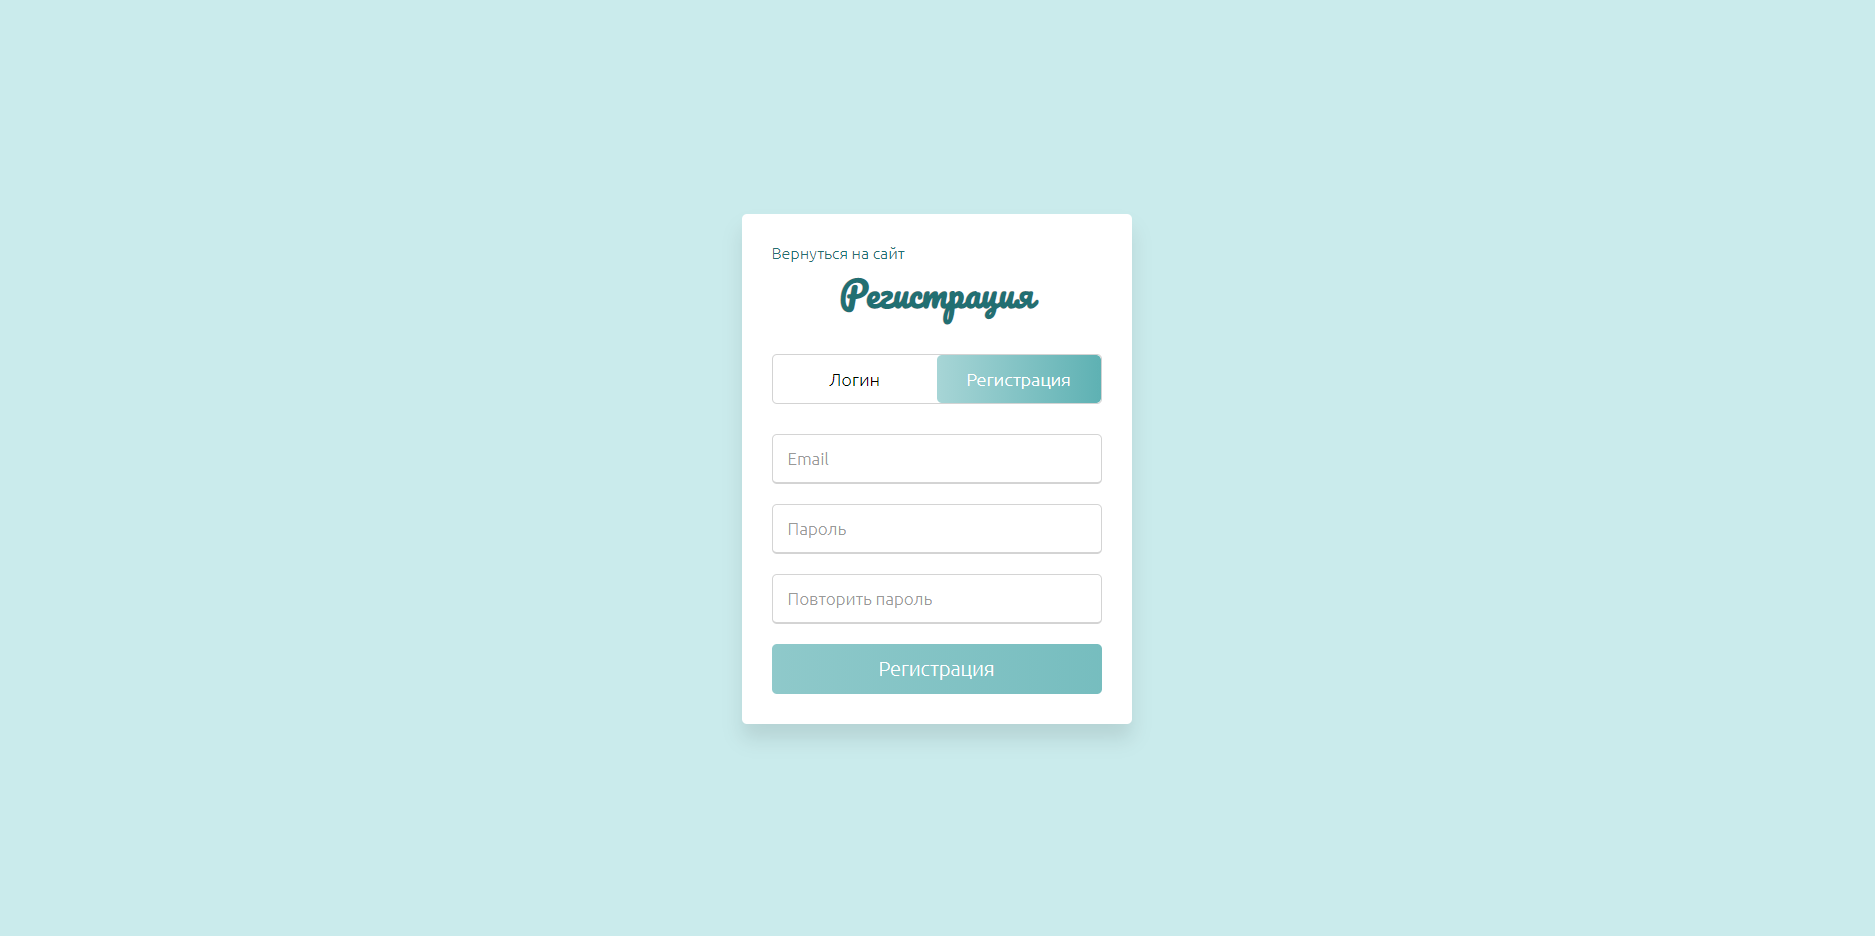 Вернуться на сайт
Регистрация
Логин
Регистрация
Email
Пароль
Повторить пароль
Регистрация